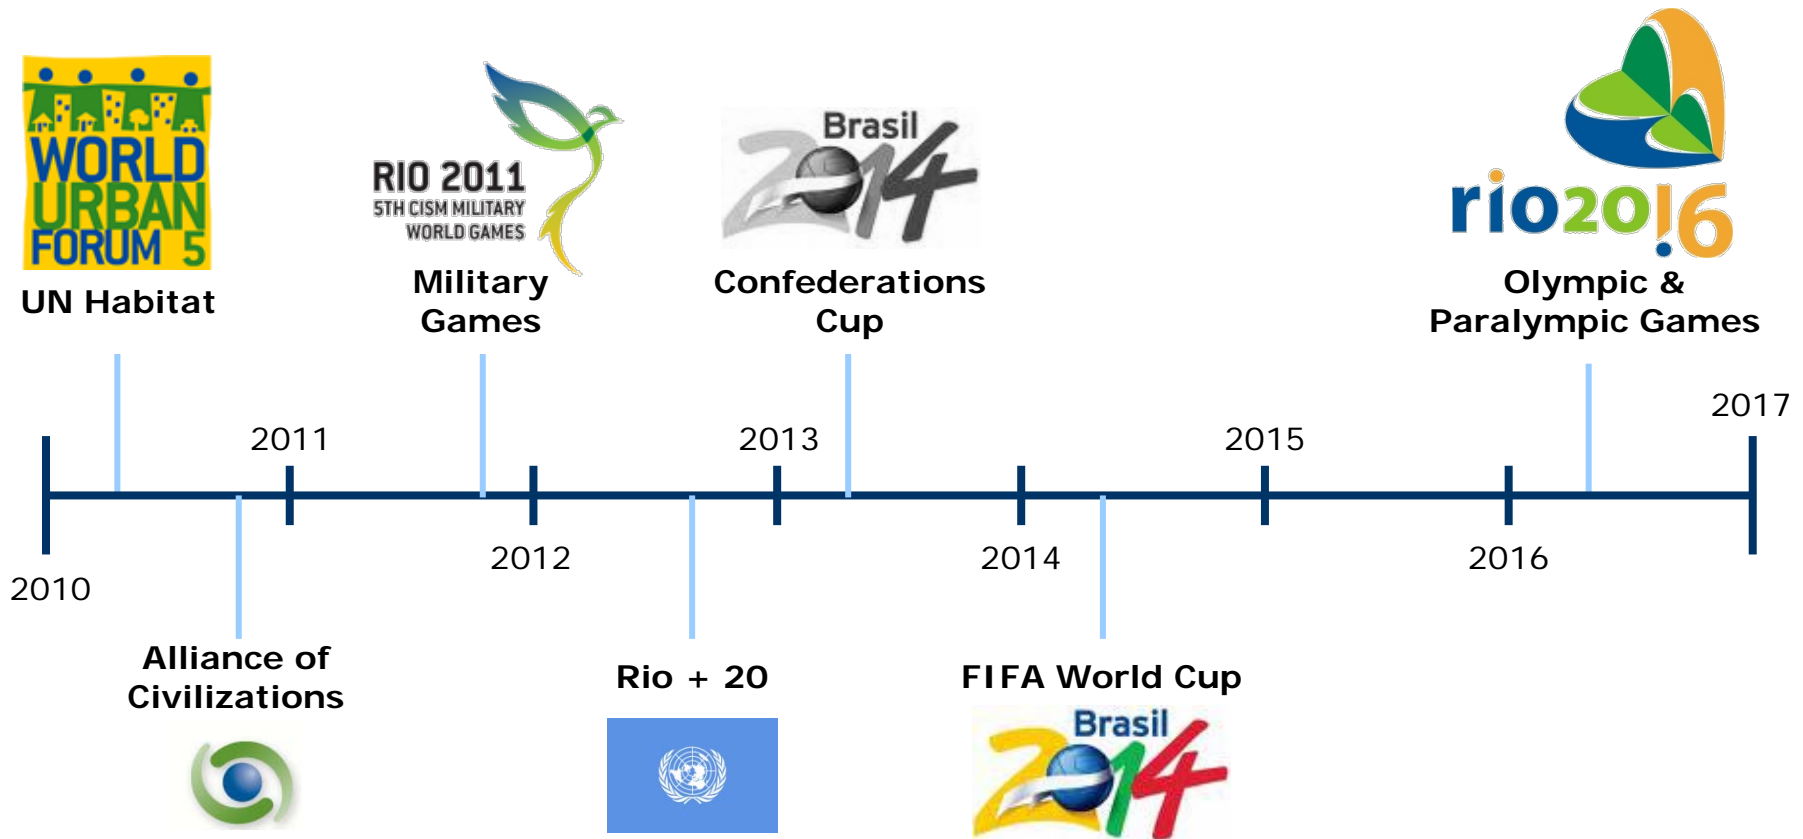 WORLD
URBAN
FORUM 5
UN Habitat
RIO 2011
5TH CISM MILITARY
WORLD GAMES
Military
Games
Brasil
2014
Confederations
Cup
rio2016
Olympic &
Paralympic Games
2017
2011
2013
2015
2012
2014
2016
2010
Alliance of
Civilizations
Rio + 20
FIFA World Cup
Brasil
2014